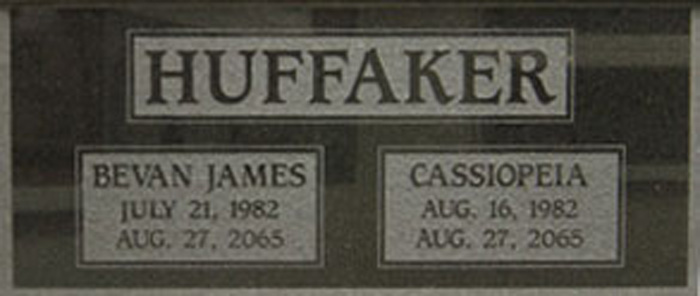 HUFFAKER
BEVAN JAMES
JULY 21, 1982
AUG. 27, 2065
CASSIOPEIA
AUG. 16, 1982
AUG. 27, 2065